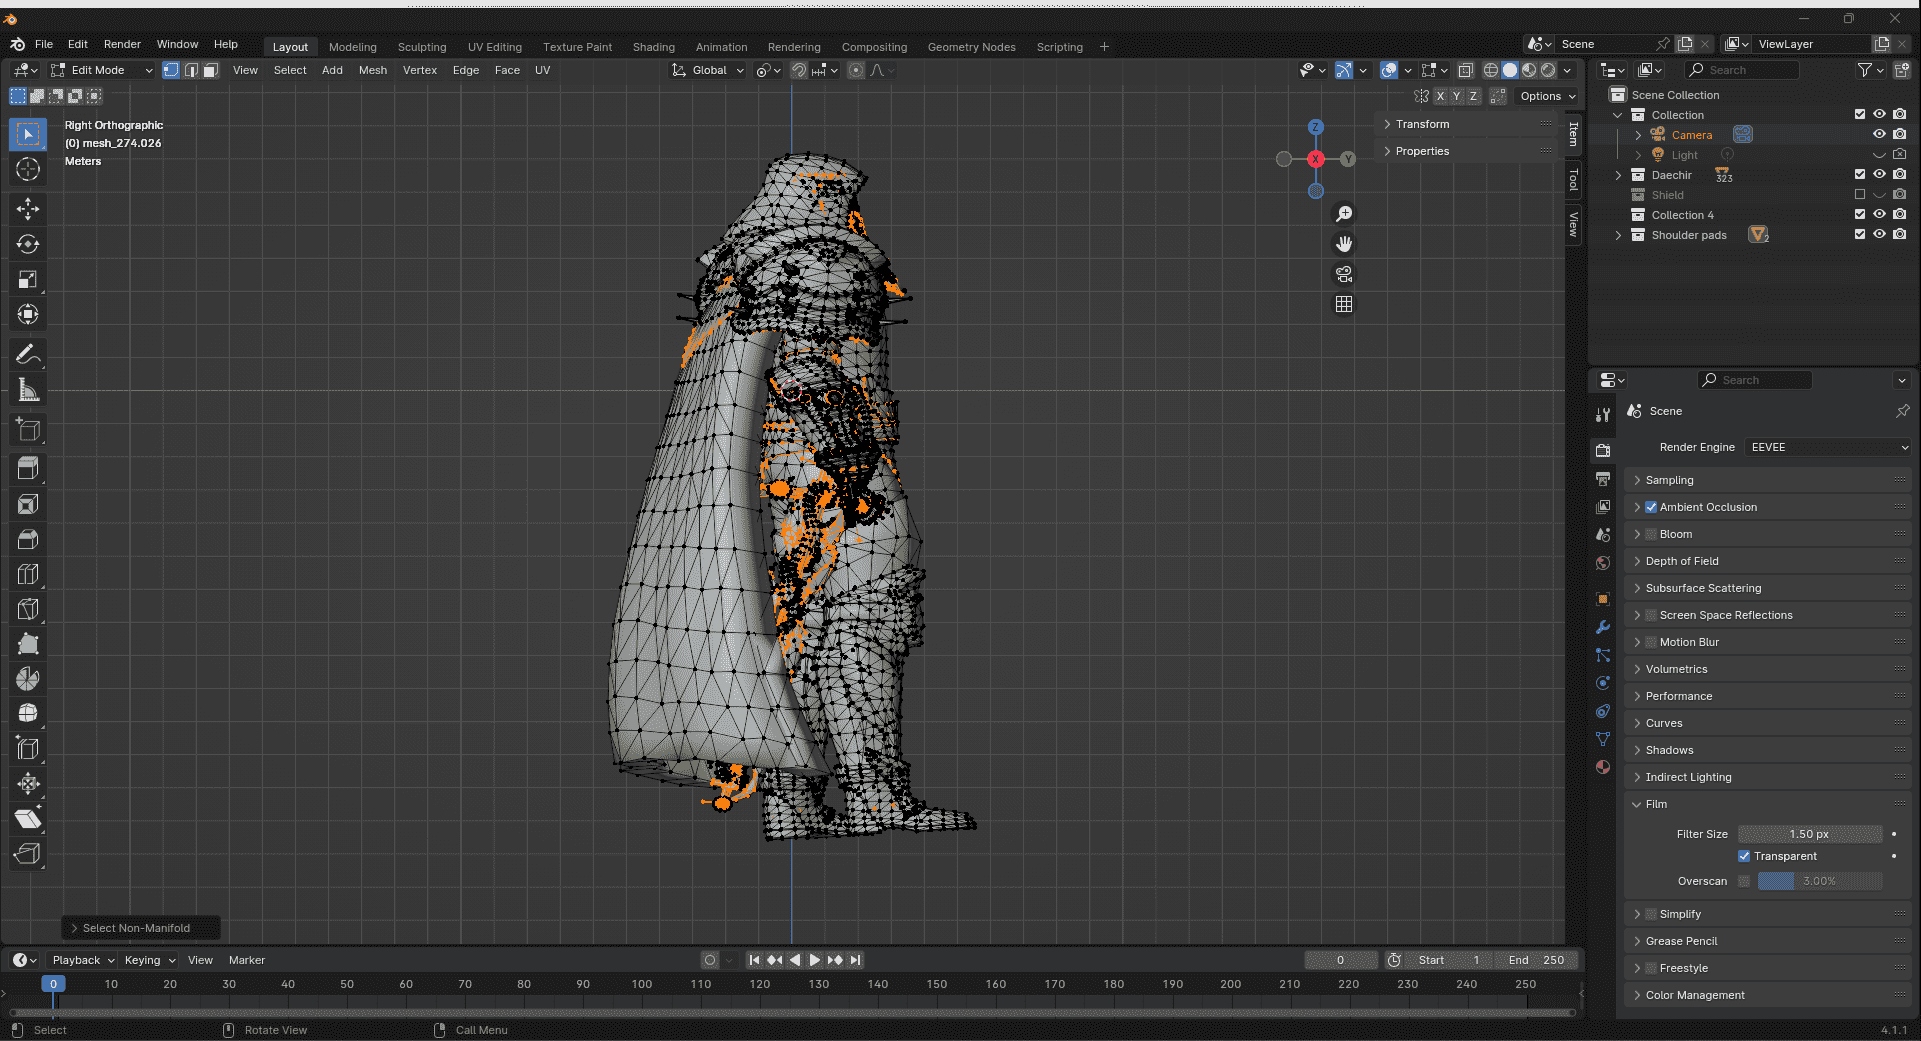 File Edit Render Window Help Layout Modeling Sculpting UV Editing Texture Paint Shading Animation Rendering Compositing Geometry Nodes Scripting + Scene ViewLayer
Edit Mode View Select Add Mesh Vertex Edge Face UV Global Search
X Y Z Options
Right Orthographic
(0) mesh_274.026
Meters
Transform
Properties
Item
Tool
View
Z
X
Y
Scene Collection
Collection
Camera
Light
Daechir 323
Shield
Collection 4
Shoulder pads 2
Search
Scene
Render Engine EEVEE
Sampling
Ambient Occlusion
Bloom
Depth of Field
Subsurface Scattering
Screen Space Reflections
Motion Blur
Volumetrics
Performance
Curves
Shadows
Indirect Lighting
Film
Filter Size 1.50 px
Transparent
Overscan 3.00%
Simplify
Grease Pencil
Freestyle
Color Management
Select Non-Manifold
Playback Keying View Marker 0 Start 1 End 250
0 10 20 30 40 50 60 70 80 90 100 110 120 130 140 150 160 170 180 190 200 210 220 230 240 250
Select Rotate View Call Menu 4.1.1